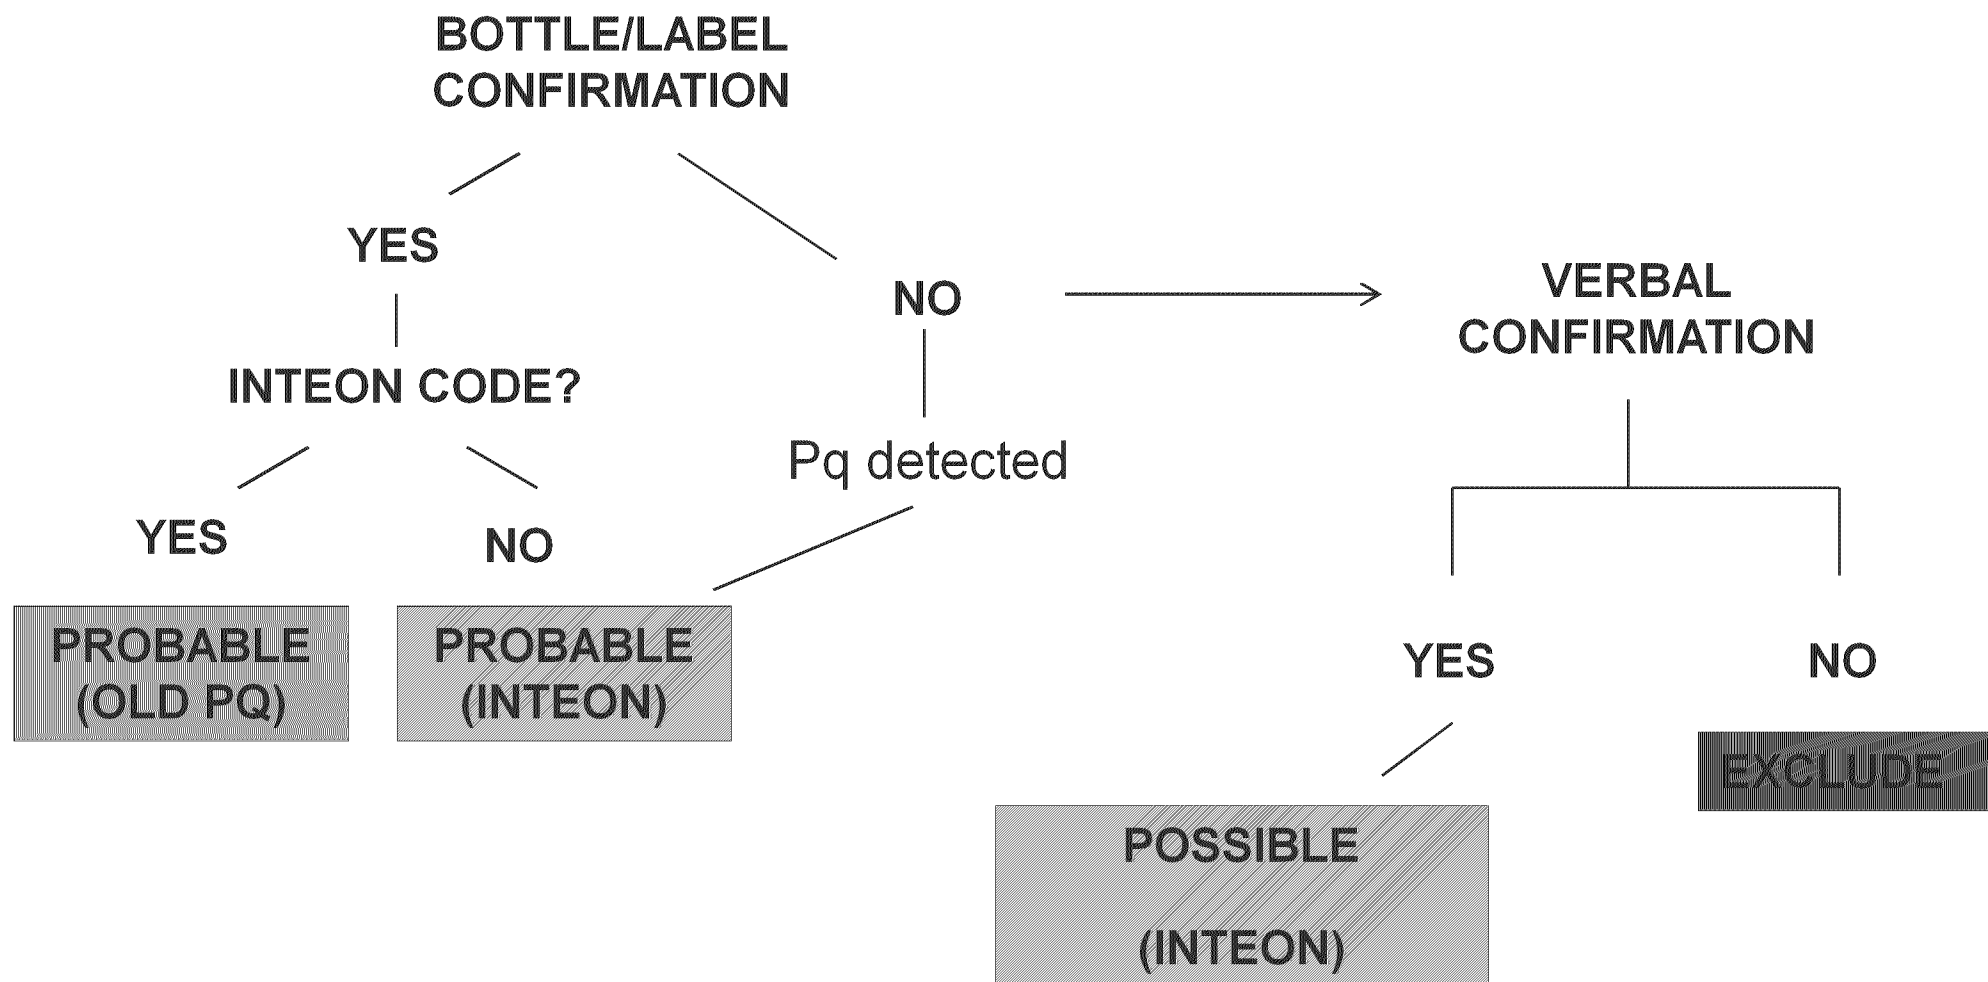 BOTTLE/LABEL
CONFIRMATION
YES
NO
VERBAL
CONFIRMATION
INTEON CODE?
Pq detected
YES
NO
PROBABLE
(OLD PQ)
PROBABLE
(INTEON)
YES
NO
EXCLUDE
POSSIBLE
(INTEON)